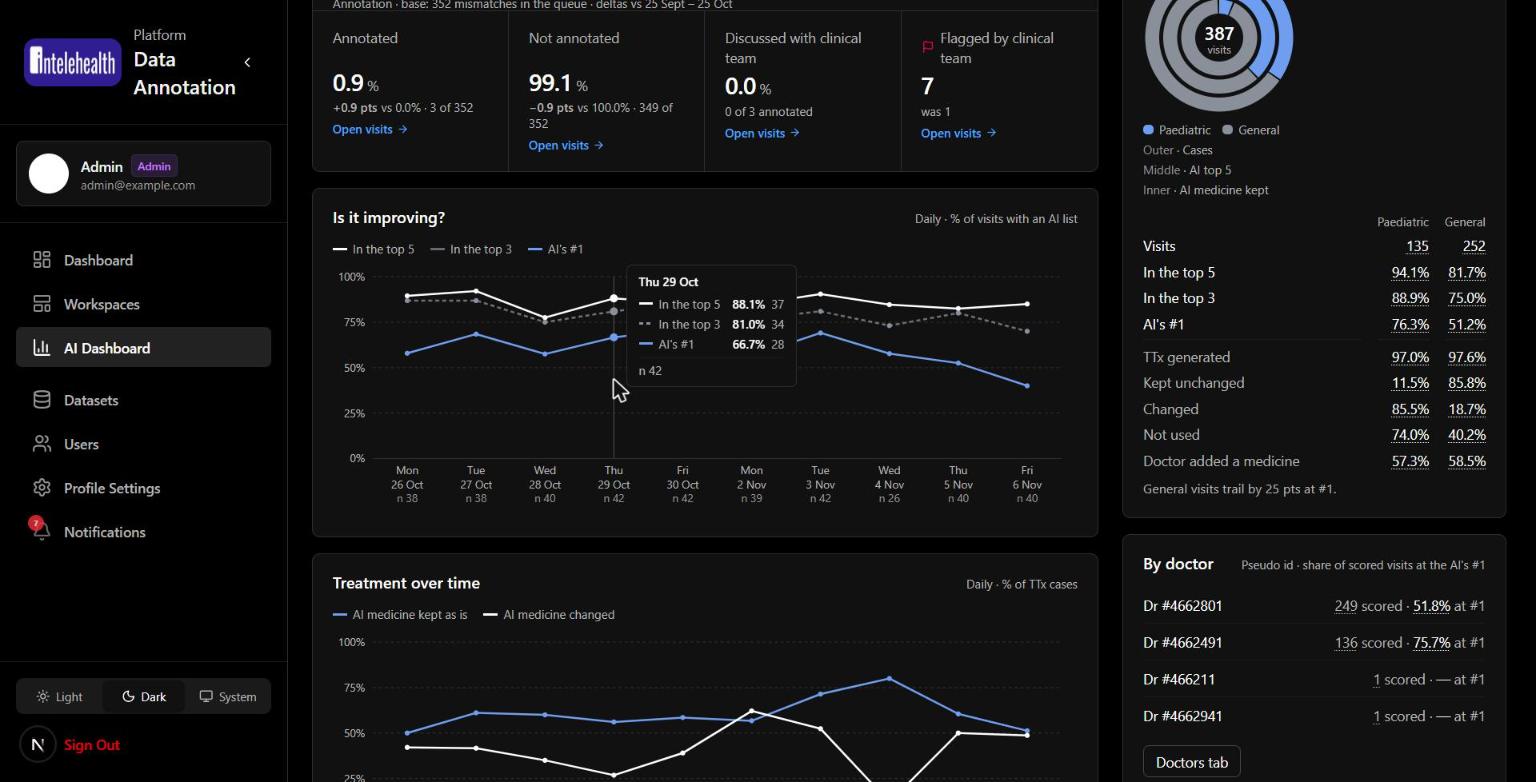 intelehealth
Platform
Data
Annotation
Admin Admin
admin@example.com
Dashboard
Workspaces
AI Dashboard
Datasets
Users
Profile Settings
7
Notifications
Light Dark System
N Sign Out
Annotation · base: 352 mismatches in the queue · deltas vs 25 Sept – 25 Oct
Annotated
0.9 %
+0.9 pts vs 0.0% · 3 of 352
Open visits →
Not annotated
99.1 %
−0.9 pts vs 100.0% · 349 of
352
Open visits →
Discussed with clinical
team
0.0 %
0 of 3 annotated
Open visits →
Flagged by clinical
team
7
was 1
Open visits →
Is it improving?
Daily · % of visits with an AI list
In the top 5 In the top 3 AI's #1
100%
75%
50%
25%
0%
Thu 29 Oct
In the top 5 88.1% 37
In the top 3 81.0% 34
AI's #1 66.7% 28
n 42
Mon Tue Wed Thu Fri Mon Tue Wed Thu Fri
26 Oct 27 Oct 28 Oct 29 Oct 30 Oct 2 Nov 3 Nov 4 Nov 5 Nov 6 Nov
n 38 n 38 n 40 n 42 n 42 n 39 n 42 n 26 n 40 n 40
Treatment over time
Daily · % of TTx cases
AI medicine kept as is AI medicine changed
100%
75%
50%
25%
387
visits
Paediatric General
Outer · Cases
Middle · AI top 5
Inner · AI medicine kept
Paediatric General
Visits 135 252
In the top 5 94.1% 81.7%
In the top 3 88.9% 75.0%
AI's #1 76.3% 51.2%
TTx generated 97.0% 97.6%
Kept unchanged 11.5% 85.8%
Changed 85.5% 18.7%
Not used 74.0% 40.2%
Doctor added a medicine 57.3% 58.5%
General visits trail by 25 pts at #1.
By doctor
Pseudo id · share of scored visits at the AI's #1
Dr #4662801 249 scored · 51.8% at #1
Dr #4662491 136 scored · 75.7% at #1
Dr #466211 1 scored · — at #1
Dr #4662941 1 scored · — at #1
Doctors tab